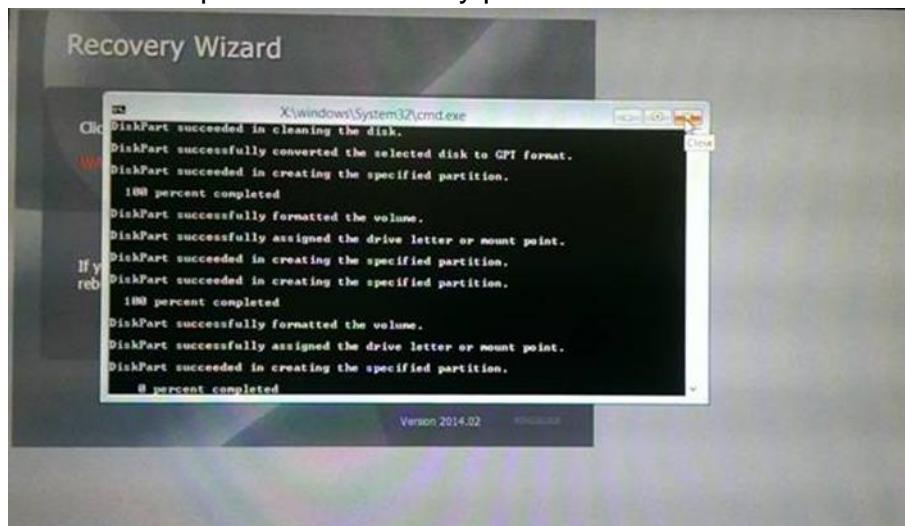 Recovery Wizard
X:\windows\System32\cmd.exe
Close
Clic
DiskPart succeeded in cleaning the disk.
DiskPart successfully converted the selected disk to GPT format.
DiskPart succeeded in creating the specified partition.
100 percent completed
DiskPart successfully formatted the volume.
DiskPart successfully assigned the drive letter or mount point.
DiskPart succeeded in creating the specified partition.
If y
reb
DiskPart succeeded in creating the specified partition.
100 percent completed
DiskPart successfully formatted the volume.
DiskPart successfully assigned the drive letter or mount point.
DiskPart succeeded in creating the specified partition.
0 percent completed
Version 2014.02